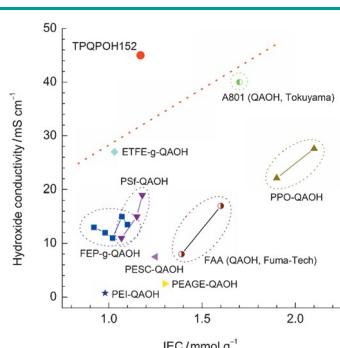 50
TPQPOH152
40
A801 (QAOH, Tokuyama)
30
ETFE-g-QAOH
PSf-QAOH
20
PPO-QAOH
10
FEP-g-QAOH
FAA (QAOH, Fuma-Tech)
PESC-QAOH
PEAGE-QAOH
0
PEI-QAOH
1.0
1.5
2.0
Hydroxide conductivity/mS cm⁻¹
IEC/mmol.g⁻¹